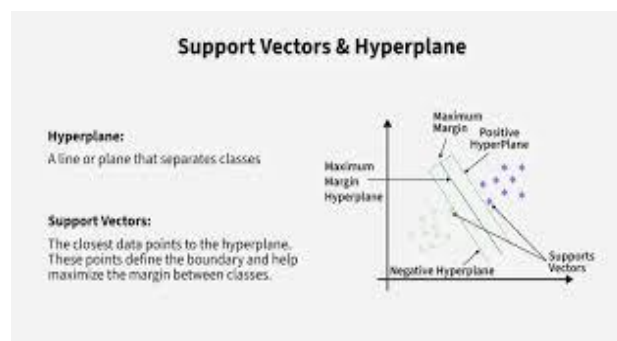 Support Vectors & Hyperplane
Hyperplane:
A line or plane that separates classes
Support Vectors:
The closest data points to the hyperplane.
These points define the boundary and help
maximize the margin between classes.
Maximum
Margin
Positive
HyperPlane
Maximum
Margin
Hyperplane
Negative Hyperplane
Supports
Vectors